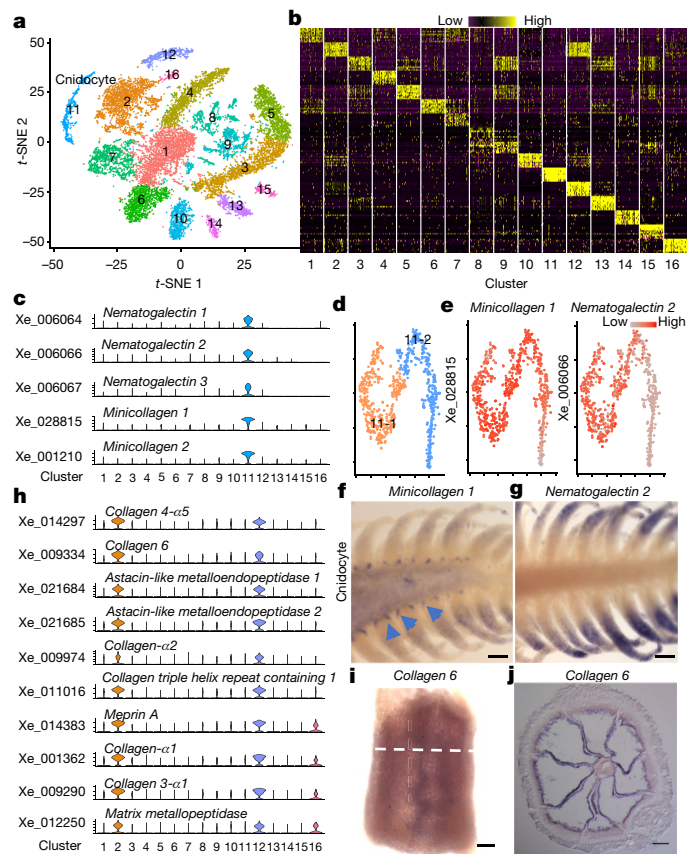 a
50
25
0
−25
−50
t-SNE 2
−25
0
25
t-SNE 1
Cnidocyte
12
16
11
2
4
5
8
1
9
7
3
6
15
13
10
14
b
Low High
1 2 3 4 5 6 7 8 9 10 11 12 13 14 15 16
Cluster
c
Xe_006064 Nematogalectin 1
Xe_006066 Nematogalectin 2
Xe_006067 Nematogalectin 3
Xe_028815 Minicollagen 1
Xe_001210 Minicollagen 2
Cluster 1 2 3 4 5 6 7 8 9 10 11 12 13 14 15 16
d
11-2
11-1
e
Minicollagen 1 Nematogalectin 2
Low High
Xe_028815
Xe_006066
h
Xe_014297 Collagen 4-α5
Xe_009334 Collagen 6
Xe_021684 Astacin-like metalloendopeptidase 1
Xe_021685 Astacin-like metalloendopeptidase 2
Xe_009974 Collagen-α2
Xe_011016 Collagen triple helix repeat containing 1
Xe_014383 Meprin A
Xe_001362 Collagen-α1
Xe_009290 Collagen 3-α1
Xe_012250 Matrix metallopeptidase
Cluster 1 2 3 4 5 6 7 8 9 10 11 12 13 14 15 16
f Minicollagen 1
g Nematogalectin 2
Cnidocyte
i Collagen 6
j Collagen 6